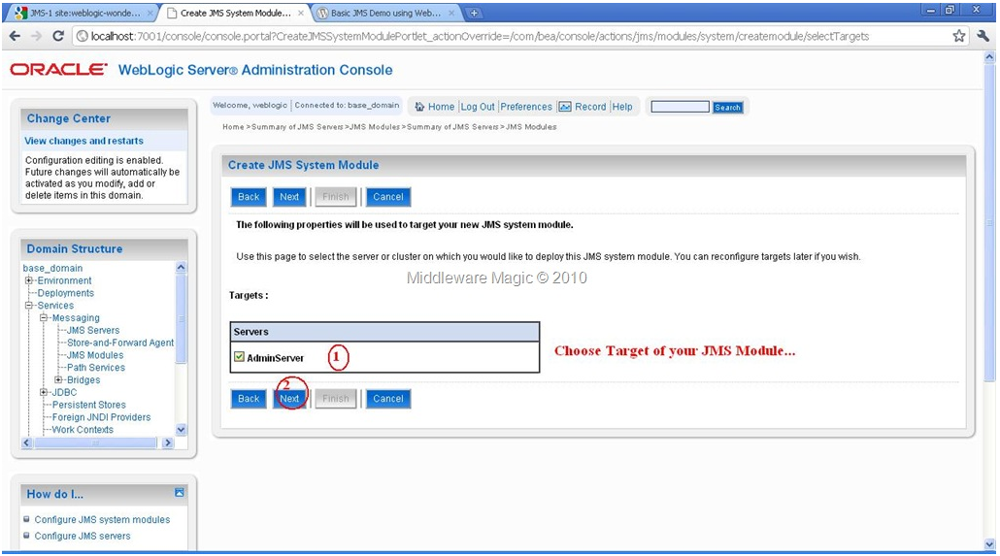 JMS-1 site:weblogic-wonde...
Create JMS System Module...
Basic JMS Demo using Web...
localhost:7001/console/console.portal?CreateJMSSystemModulePortlet_actionOverride=/com/bea/console/actions/jms/modules/system/createmodule/selectTargets
ORACLE® WebLogic Server® Administration Console
Change Center
View changes and restarts
Configuration editing is enabled.
Future changes will automatically be
activated as you modify, add or
delete items in this domain.
Domain Structure
base_domain
Environment
Deployments
Services
Messaging
JMS Servers
Store-and-Forward Agent
JMS Modules
Path Services
Bridges
JDBC
Persistent Stores
Foreign JNDI Providers
Work Contexts
How do I...
Configure JMS system modules
Configure JMS servers
Welcome, weblogic Connected to: base_domain
Home Log Out Preferences Record Help Search
Home >Summary of JMS Servers >JMS Modules >Summary of JMS Servers >JMS Modules
Create JMS System Module
Back Next Finish Cancel
The following properties will be used to target your new JMS system module.
Use this page to select the server or cluster on which you would like to deploy this JMS system module. You can reconfigure targets later if you wish.
Middleware Magic © 2010
Targets :
Servers
AdminServer 1
Choose Target of your JMS Module...
2
Back Next Finish Cancel